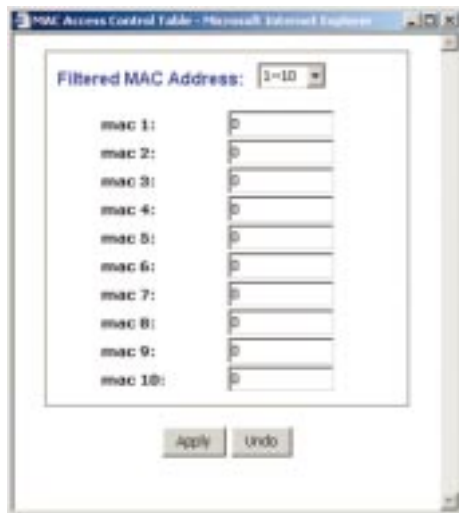 MAC Access Control Table - Microsoft Internet Explorer
Filtered MAC Address: 1~10
mac 1: 0
mac 2: 0
mac 3: 0
mac 4: 0
mac 5: 0
mac 6: 0
mac 7: 0
mac 8: 0
mac 9: 0
mac 10: 0
Apply Undo